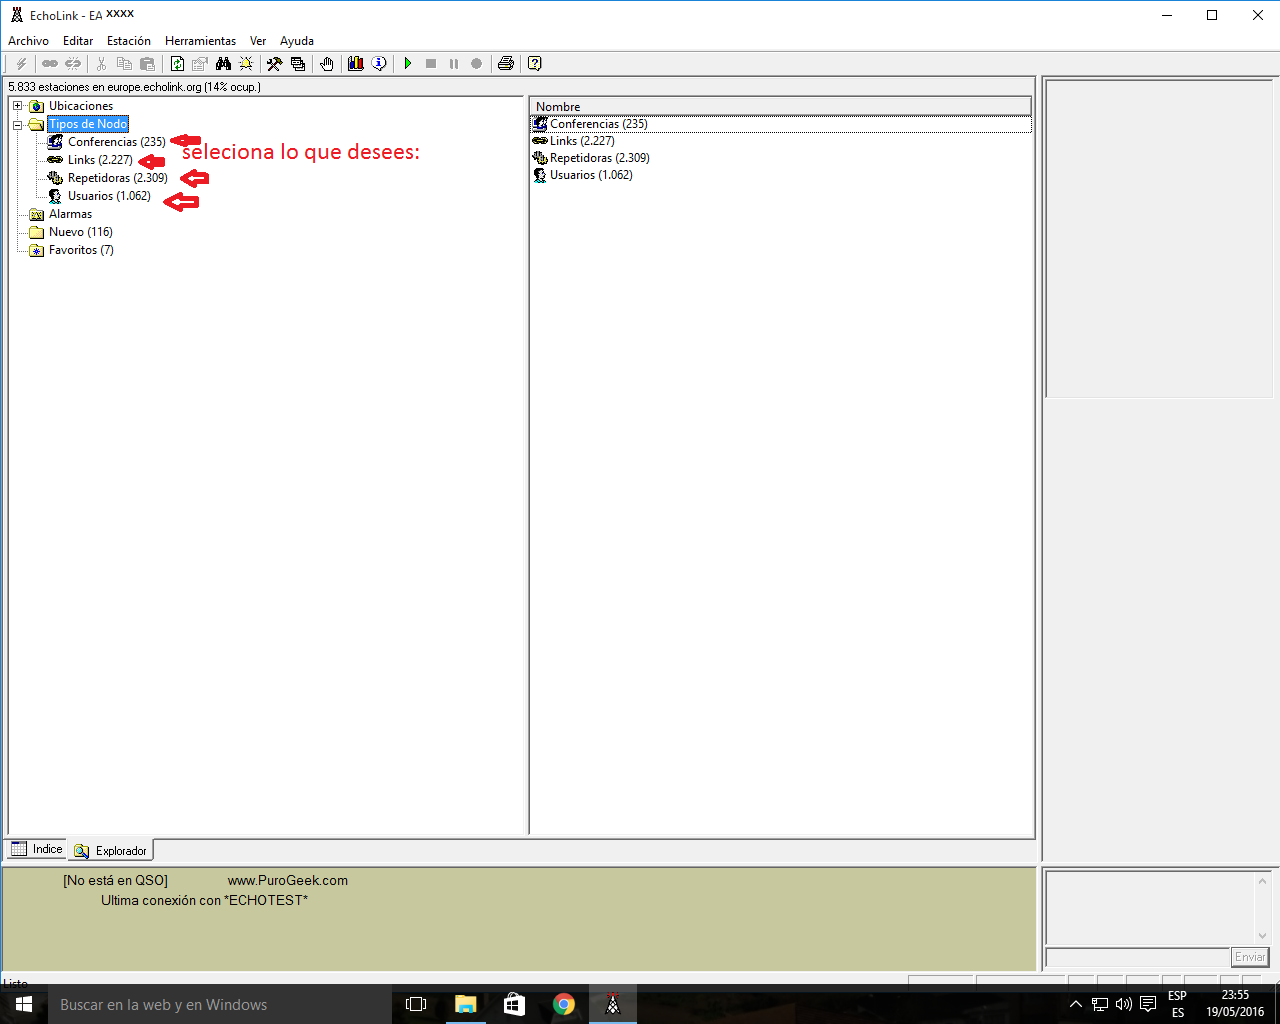 EchoLink - EA xxxx
Archivo Editar Estación Herramientas Ver Ayuda
5.833 estaciones en europe.echolink.org (14% ocup.)
Ubicaciones
Tipos de Nodo
Conferencias (235)
Links (2.227)
Repetidoras (2.309)
Usuarios (1.062)
Alarmas
Nuevo (116)
Favoritos (7)
seleciona lo que desees:
Nombre
Conferencias (235)
Links (2.227)
Repetidoras (2.309)
Usuarios (1.062)
Indice Explorador
[No está en QSO] www.PuroGeek.com
Ultima conexión con *ECHOTEST*
Enviar
Listo
Buscar en la web y en Windows
ESP
ES
23:55
19/05/2016